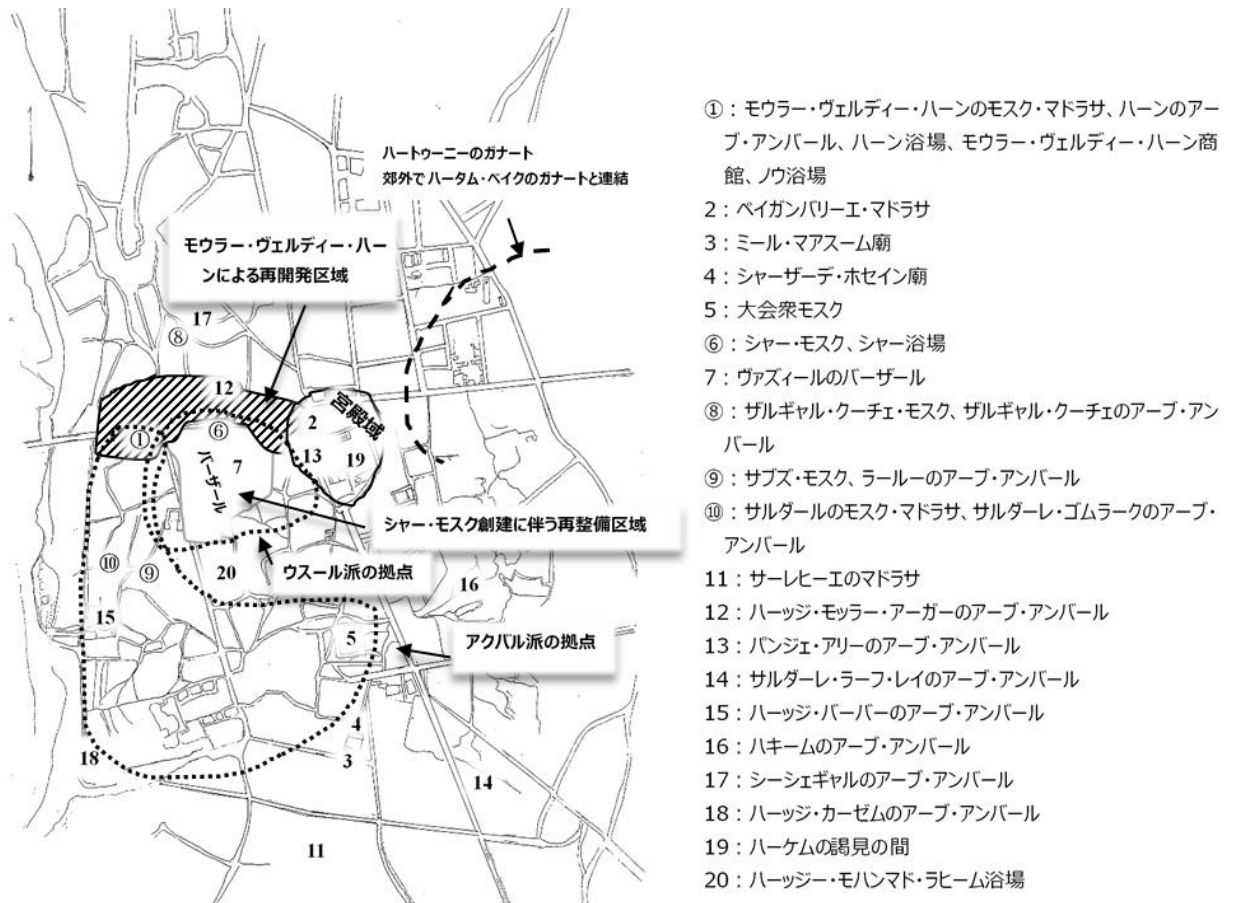 ハートゥーニーのガナート
郊外でハータム・ベイクのガナートと連結
モウラー・ヴェルディー・ハー
ンによる再開発区域
17
⑧
12
宮殿域
2
①
⑥
13
19
7
バーザール
シャー・モスク創建に伴う再整備区域
ウスール派の拠点
⑩
⑨
20
16
15
5
アクバル派の拠点
4
18
3
14
11
①：モウラー・ヴェルディー・ハーンのモスク・マドラサ、ハーンのアー
ブ・アンバール、ハーン浴場、モウラー・ヴェルディー・ハーン商
館、ノウ浴場
2：ペイガンバリーエ・マドラサ
3：ミール・マアスーム廟
4：シャーザーデ・ホセイン廟
5：大会衆モスク
⑥：シャー・モスク、シャー浴場
7：ヴァズィールのバーザール
⑧：ザルギャル・クーチェ・モスク、ザルギャル・クーチェのアーブ・アン
バール
⑨：サブズ・モスク、ラールーのアーブ・アンバール
⑩：サルダールのモスク・マドラサ、サルダーレ・ゴムラークのアーブ・
アンバール
11：サーレヒーエのマドラサ
12：ハーッジ・モッラー・アーガーのアーブ・アンバール
13：パンジェ・アリーのアーブ・アンバール
14：サルダーレ・ラーフ・レイのアーブ・アンバール
15：ハーッジ・バーバーのアーブ・アンバール
16：ハキームのアーブ・アンバール
17：シーシェギャルのアーブ・アンバール
18：ハーッジ・カーゼムのアーブ・アンバール
19：ハーケムの謁見の間
20：ハーッジー・モハンマド・ラヒーム浴場